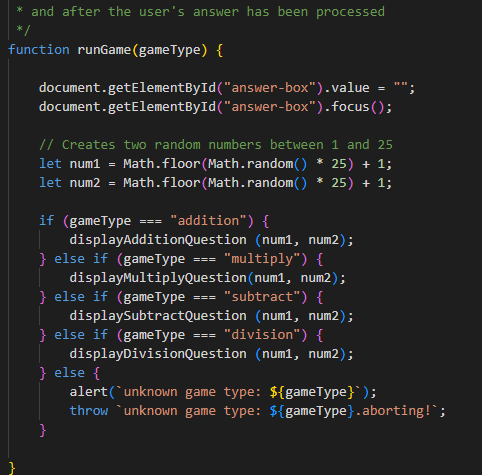 * and after the user's answer has been processed
*/
function runGame(gameType) {
document.getElementById("answer-box").value = "";
document.getElementById("answer-box").focus();
// Creates two random numbers between 1 and 25
let num1 = Math.floor(Math.random() * 25) + 1;
let num2 = Math.floor(Math.random() * 25) + 1;
if (gameType === "addition") {
displayAdditionQuestion (num1, num2);
} else if (gameType === "multiply") {
displayMultiplyQuestion(num1, num2);
} else if (gameType === "subtract") {
displaySubtractQuestion (num1, num2);
} else if (gameType === "division") {
displayDivisionQuestion (num1, num2);
} else {
alert(`unknown game type: ${gameType}`);
throw `unknown game type: ${gameType}.aborting!`;
}
}